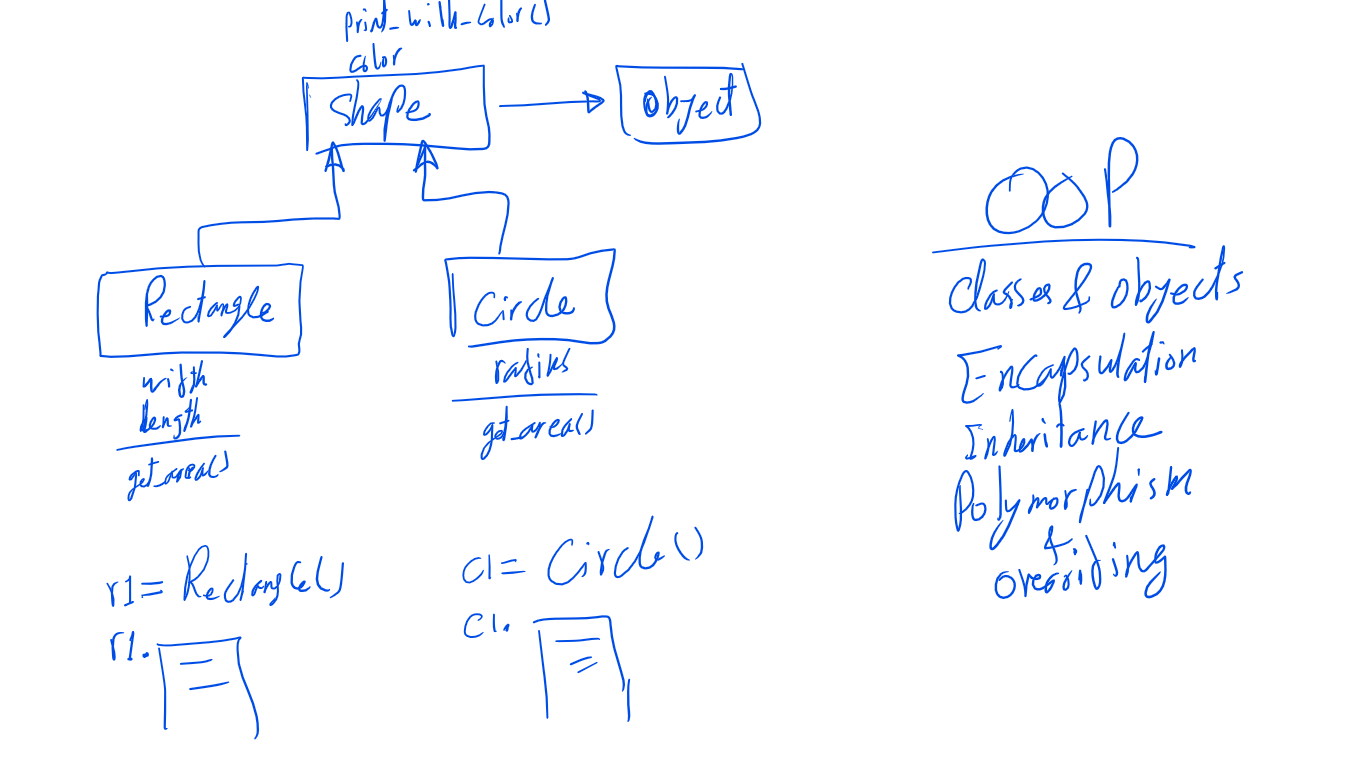 print_with_color()
color
shape
object
Rectangle
width
length
get_area()
Circle
radius
get_area()
r1= Rectangle()
r1.
c1= Circle()
c1.
OOP
Classes & objects
Encapsulation
Inheritance
Polymorphism
&
overriding